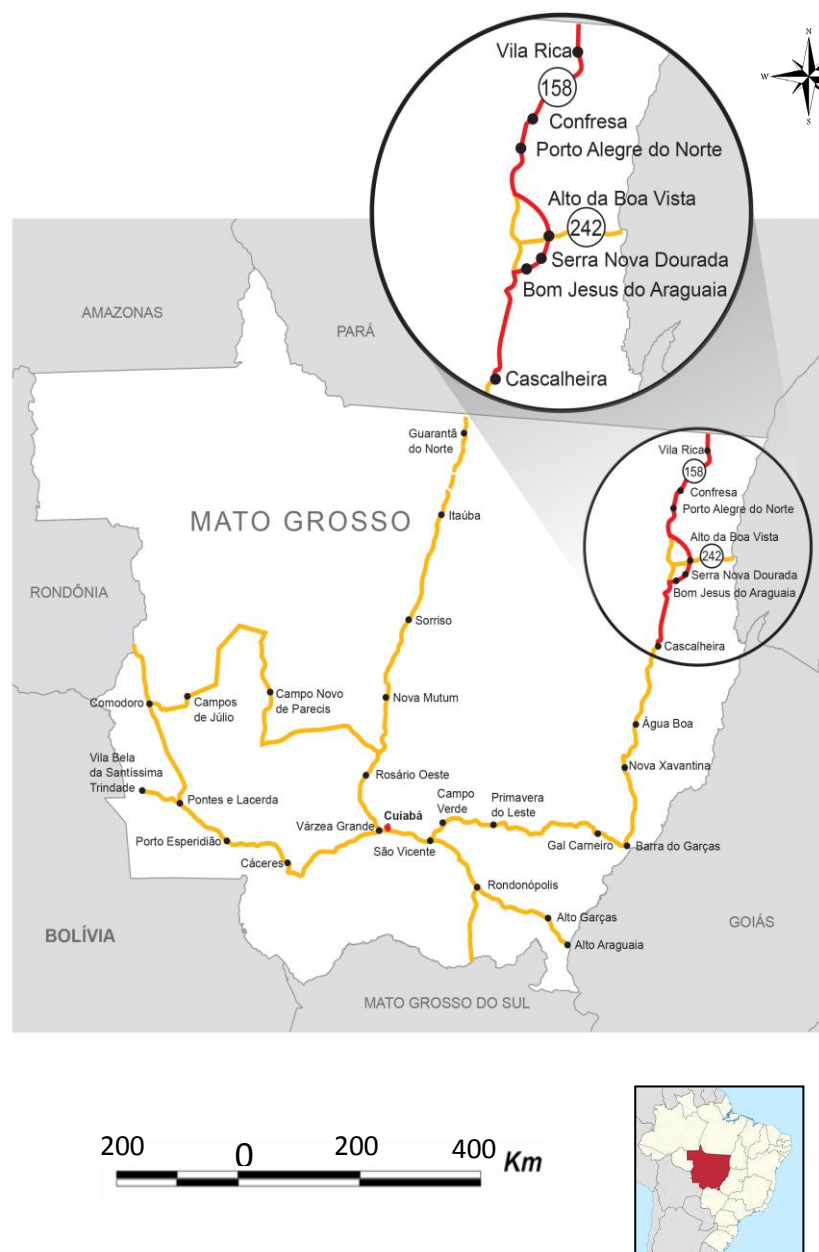 N
W
S
Vila Rica
158
Confresa
Porto Alegre do Norte
Alto da Boa Vista
242
Serra Nova Dourada
Bom Jesus do Araguaia
Cascalheira
AMAZONAS
PARÁ
Guarantã
do Norte
Itaúba
MATO GROSSO
RONDÔNIA
Sorriso
Vila Rica
158
Confresa
Porto Alegre do Norte
Alto da Boa Vista
242
Serra Nova Dourada
Bom Jesus do Araguaia
Cascalheira
Comodoro
Campos
de Júlio
Campo Novo
de Parecis
Nova Mutum
Água Boa
Nova Xavantina
Vila Bela
da Santíssima
Trindade
Pontes e Lacerda
Rosário Oeste
Porto Esperidião
Cáceres
Várzea Grande
Cuiabá
São Vicente
Campo
Verde
Primavera
do Leste
Gal Carneiro
Barra do Garças
Rondonópolis
Alto Garças
Alto Araguaia
BOLÍVIA
GOIÁS
MATO GROSSO DO SUL
200 0 200 400 Km